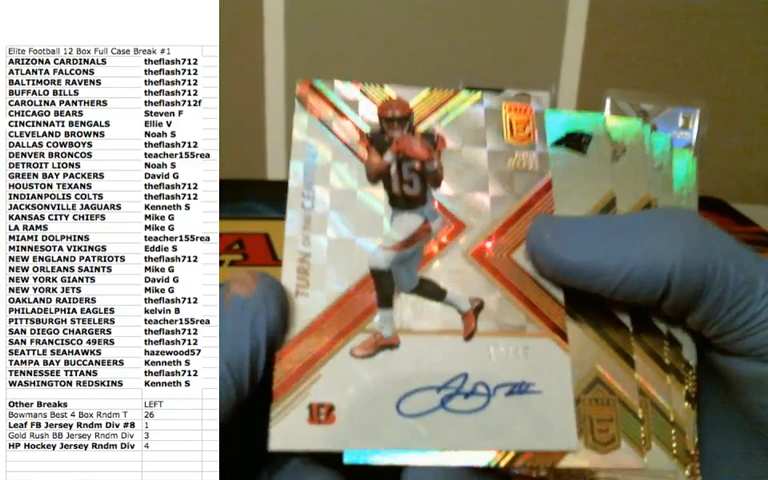 Elite Football 12 Box Full Case Break #1
ARIZONA CARDINALS theflash712
ATLANTA FALCONS theflash712
BALTIMORE RAVENS theflash712
BUFFALO BILLS theflash712
CAROLINA PANTHERS theflash712f
CHICAGO BEARS Steven F
CINCINNATI BENGALS Ellie V
CLEVELAND BROWNS Noah S
DALLAS COWBOYS theflash712
DENVER BRONCOS teacher155rea
DETROIT LIONS Noah S
GREEN BAY PACKERS David G
HOUSTON TEXANS theflash712
INDIANPOLIS COLTS theflash712
JACKSONVILLE JAGUARS Kenneth S
KANSAS CITY CHIEFS Mike G
LA RAMS Mike G
MIAMI DOLPHINS teacher155rea
MINNESOTA VIKINGS Eddie S
NEW ENGLAND PATRIOTS theflash712
NEW ORLEANS SAINTS Mike G
NEW YORK GIANTS David G
NEW YORK JETS Mike G
OAKLAND RAIDERS theflash712
PHILADELPHIA EAGLES kelvin B
PITTSBURGH STEELERS teacher155rea
SAN DIEGO CHARGERS theflash712
SAN FRANCISCO 49ERS theflash712
SEATTLE SEAHAWKS hazewood57
TAMPA BAY BUCCANEERS Kenneth S
TENNESSEE TITANS theflash712
WASHINGTON REDSKINS Kenneth S
Other Breaks LEFT
Bowmans Best 4 Box Rndm T 26
Leaf FB Jersey Rndm Div #8 1
Gold Rush BB Jersey Rndm Div 3
HP Hockey Jersey Rndm Div 4
TURN OF THE CENTURY
15